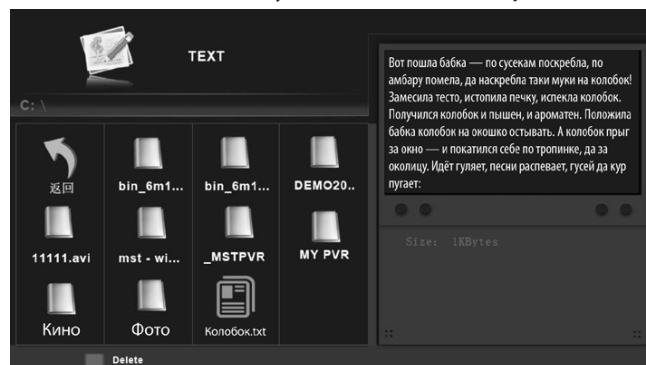 TEXT
C: \
返回
bin_6m1...
bin_6m1...
DEMO20..
11111.avi
mst - wi...
_MSTPVR
MY PVR
Кино
Фото
Колобок.txt
Вот пошла бабка — по сусекам поскребла, по
амбару помела, да наскребла таки муки на колобок!
Замесила тесто, истопила печку, испекла колобок.
Получился колобок и пышен, и ароматен. Положила
бабка колобок на окошко остывать. А колобок прыг
за окно — и покатился себе по тропинке, да за
околицу. Идёт гуляет, песни распевает, гусей да кур
пугает:
Size: 1KBytes
Delete